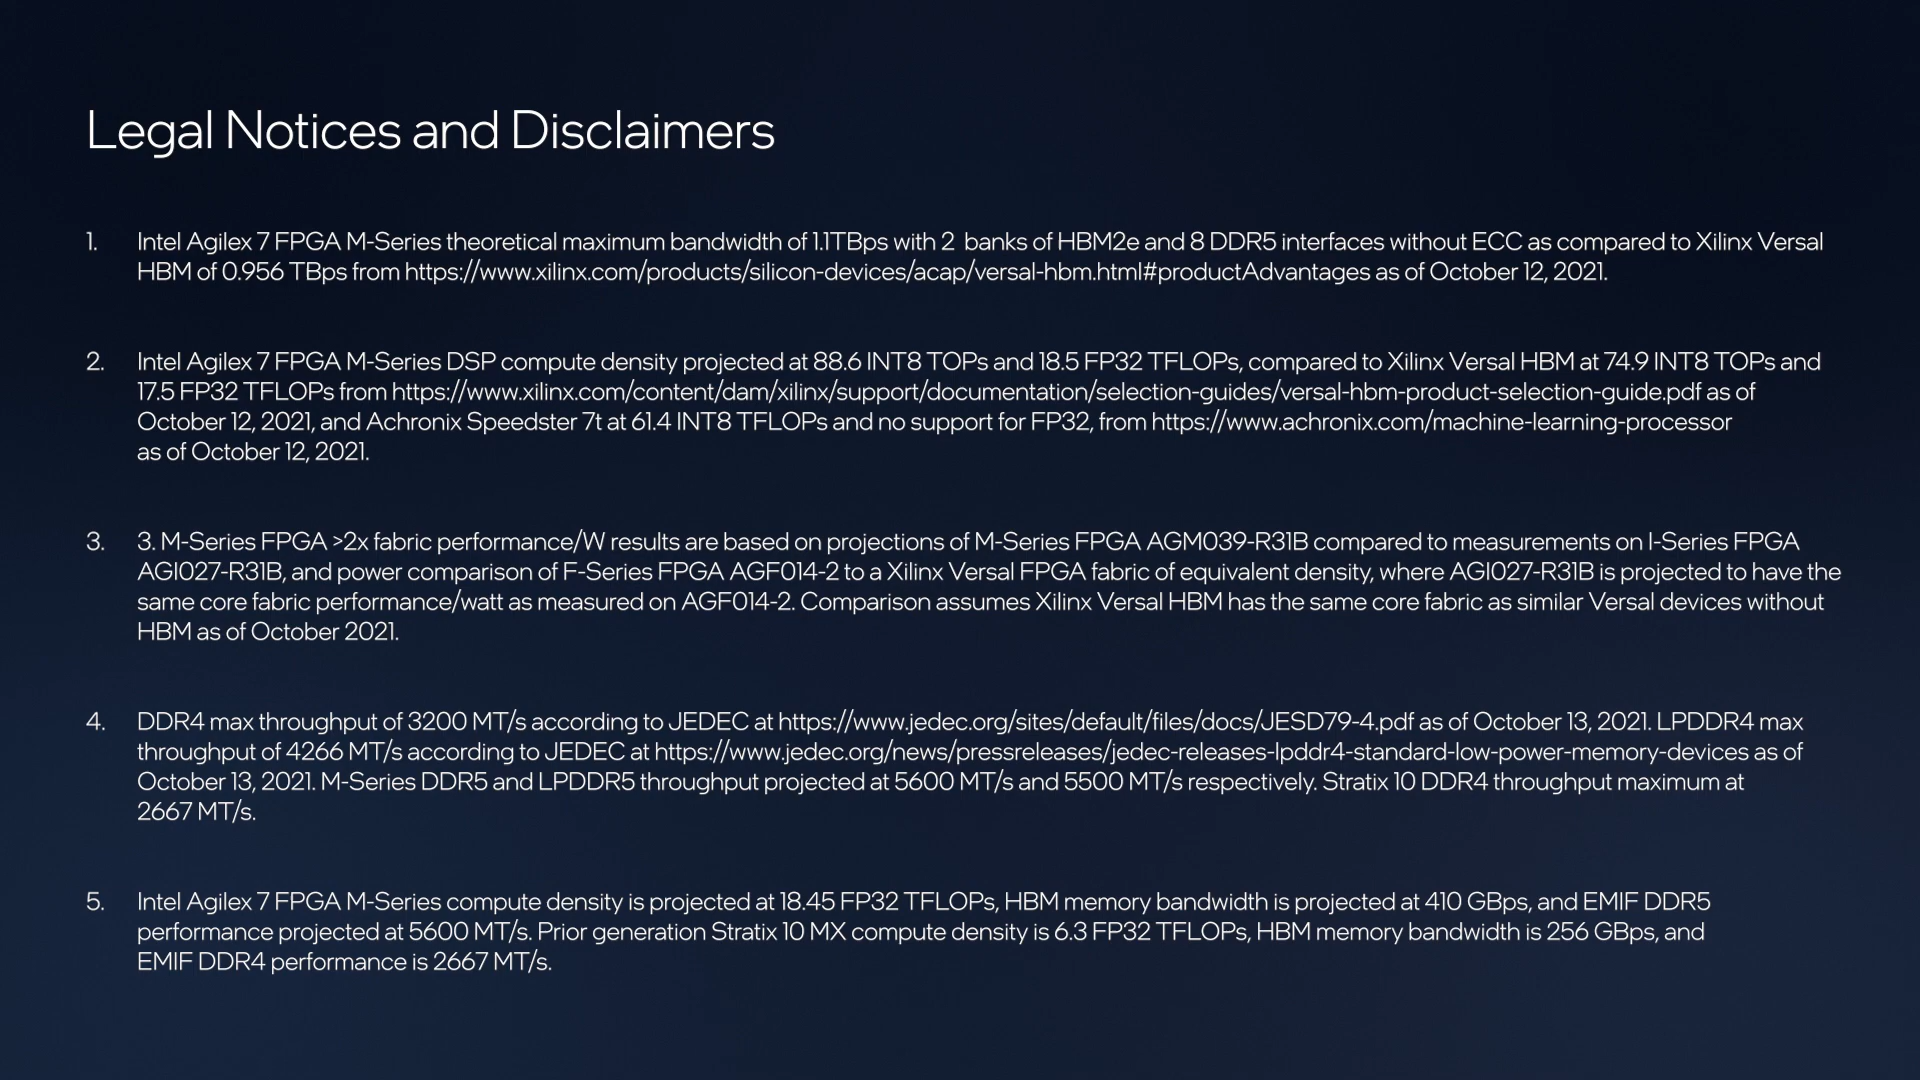 Legal Notices and Disclaimers
1. Intel Agilex 7 FPGA M-Series theoretical maximum bandwidth of 1.1TBps with 2  banks of HBM2e and 8 DDR5 interfaces without ECC as compared to Xilinx Versal
HBM of 0.956 TBps from https://www.xilinx.com/products/silicon-devices/acap/versal-hbm.html#productAdvantages as of October 12, 2021.
2. Intel Agilex 7 FPGA M-Series DSP compute density projected at 88.6 INT8 TOPs and 18.5 FP32 TFLOPs, compared to Xilinx Versal HBM at 74.9 INT8 TOPs and
17.5 FP32 TFLOPs from https://www.xilinx.com/content/dam/xilinx/support/documentation/selection-guides/versal-hbm-product-selection-guide.pdf as of
October 12, 2021, and Achronix Speedster 7t at 61.4 INT8 TFLOPs and no support for FP32, from https://www.achronix.com/machine-learning-processor
as of October 12, 2021.
3. 3. M-Series FPGA >2x fabric performance/W results are based on projections of M-Series FPGA AGM039-R31B compared to measurements on I-Series FPGA
AGI027-R31B, and power comparison of F-Series FPGA AGF014-2 to a Xilinx Versal FPGA fabric of equivalent density, where AGI027-R31B is projected to have the
same core fabric performance/watt as measured on AGF014-2. Comparison assumes Xilinx Versal HBM has the same core fabric as similar Versal devices without
HBM as of October 2021.
4. DDR4 max throughput of 3200 MT/s according to JEDEC at https://www.jedec.org/sites/default/files/docs/JESD79-4.pdf as of October 13, 2021. LPDDR4 max
throughput of 4266 MT/s according to JEDEC at https://www.jedec.org/news/pressreleases/jedec-releases-lpddr4-standard-low-power-memory-devices as of
October 13, 2021. M-Series DDR5 and LPDDR5 throughput projected at 5600 MT/s and 5500 MT/s respectively. Stratix 10 DDR4 throughput maximum at
2667 MT/s.
5. Intel Agilex 7 FPGA M-Series compute density is projected at 18.45 FP32 TFLOPs, HBM memory bandwidth is projected at 410 GBps, and EMIF DDR5
performance projected at 5600 MT/s. Prior generation Stratix 10 MX compute density is 6.3 FP32 TFLOPs, HBM memory bandwidth is 256 GBps, and
EMIF DDR4 performance is 2667 MT/s.